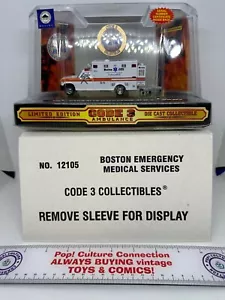 LIMITED EDITION
CODE 3
AMBULANCE
DIE CAST COLLECTIBLE
NO. 12105
BOSTON EMERGENCY
MEDICAL SERVICES
CODE 3 COLLECTIBLES®
REMOVE SLEEVE FOR DISPLAY
Pop! Culture Connection
ALWAYS BUYING vintage
TOYS & COMICS!